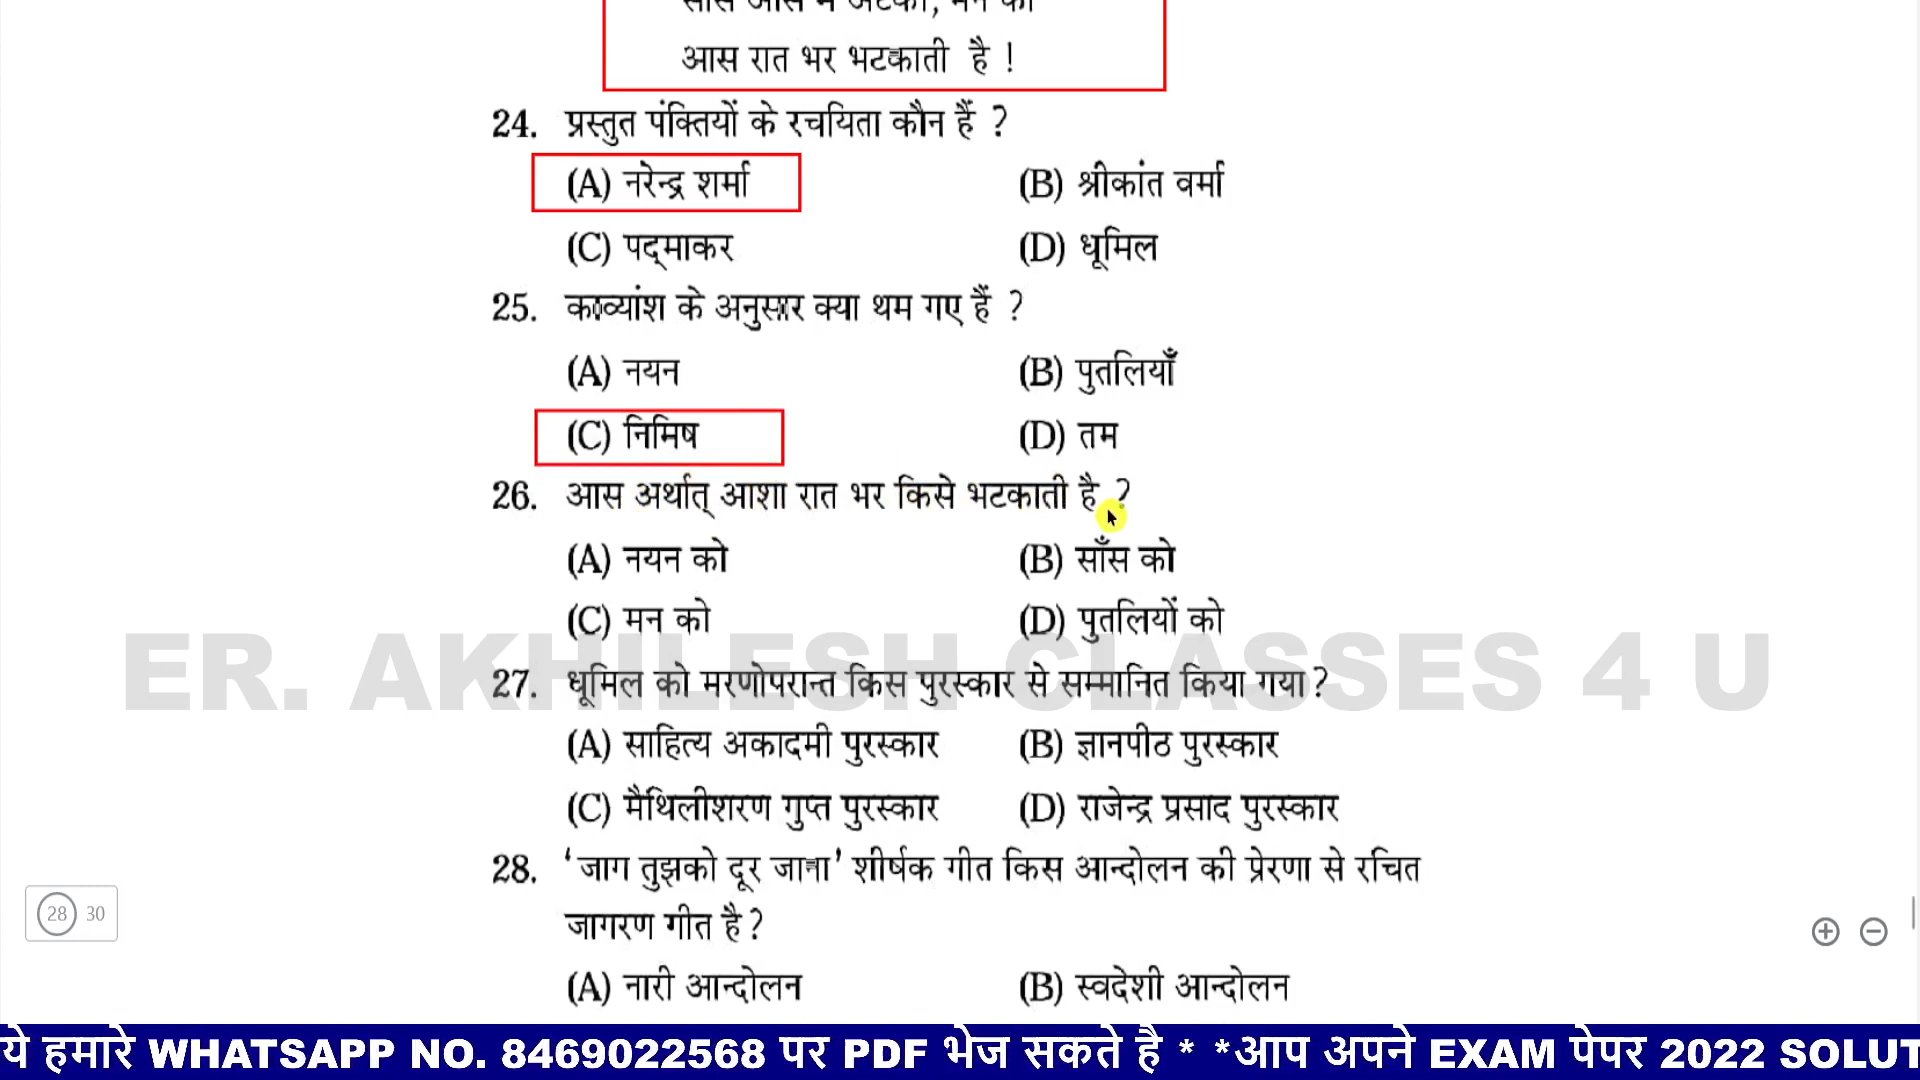 आस रात भर भटकाती है !
24. प्रस्तुत पंक्तियों के रचयिता कौन हैं ?
(A) नरेन्द्र शर्मा (B) श्रीकांत वर्मा
(C) पद्माकर (D) धूमिल
25. काव्यांश के अनुसार क्या थम गए हैं ?
(A) नयन (B) पुतलियाँ
(C) निमिष (D) तम
26. आस अर्थात् आशा रात भर किसे भटकाती है ?
(A) नयन को (B) साँस को
(C) मन को (D) पुतलियों को
ER. AKHILESH CLASSES 4 U
27. धूमिल को मरणोपरान्त किस पुरस्कार से सम्मानित किया गया?
(A) साहित्य अकादमी पुरस्कार (B) ज्ञानपीठ पुरस्कार
(C) मैथिलीशरण गुप्त पुरस्कार (D) राजेन्द्र प्रसाद पुरस्कार
28. 'जाग तुझको दूर जाना' शीर्षक गीत किस आन्दोलन की प्रेरणा से रचित
जागरण गीत है?
28 30
(A) नारी आन्दोलन (B) स्वदेशी आन्दोलन
ये हमारे WHATSAPP NO. 8469022568 पर PDF भेज सकते है * *आप अपने EXAM पेपर 2022 SOLUT